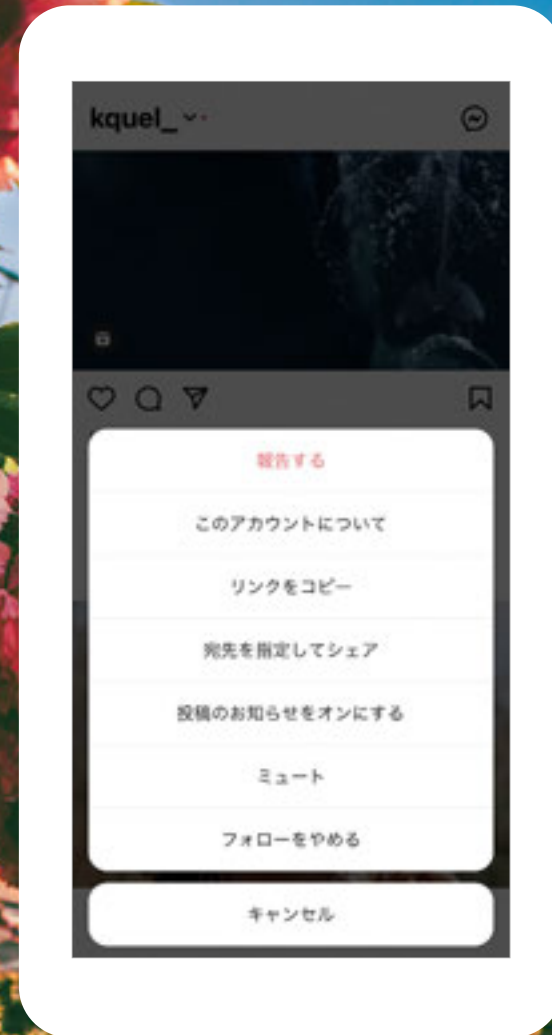 kquel_
報告する
このアカウントについて
リンクをコピー
宛先を指定してシェア
投稿のお知らせをオンにする
ミュート
フォローをやめる
キャンセル